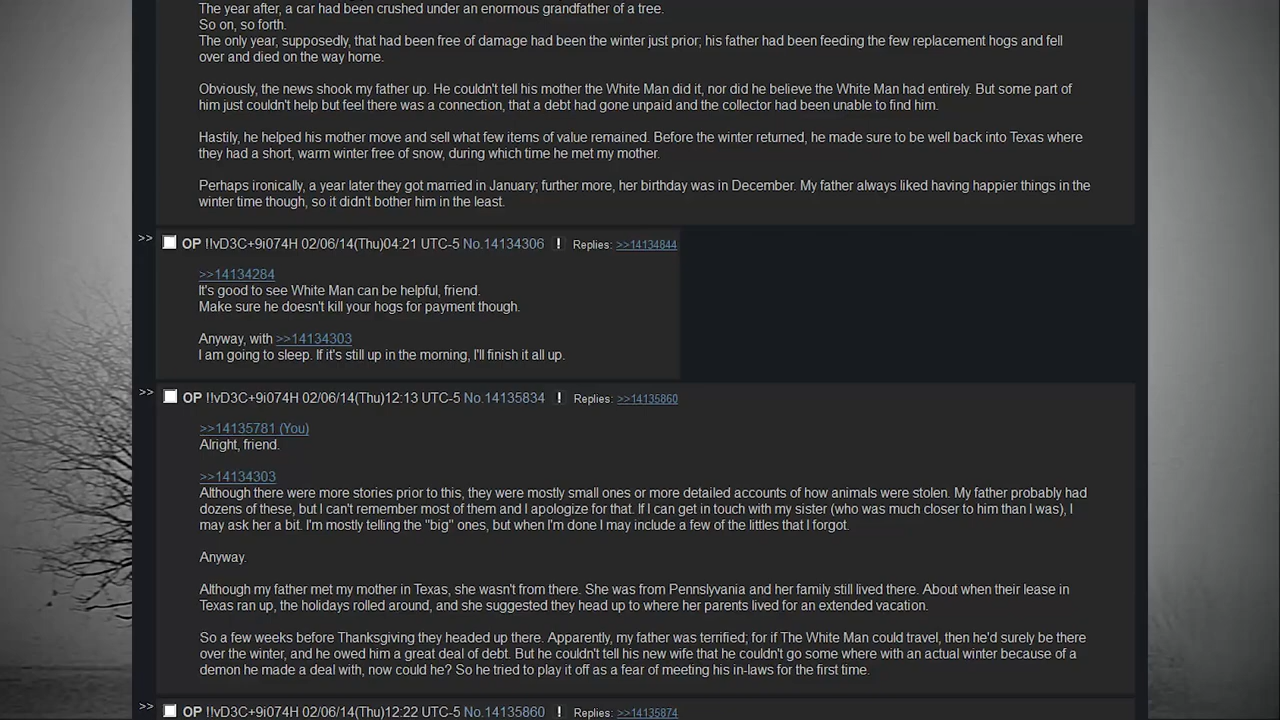 The year after, a car had been crushed under an enormous grandfather of a tree.
So on, so forth.
The only year, supposedly, that had been free of damage had been the winter just prior; his father had been feeding the few replacement hogs and fell
over and died on the way home.
Obviously, the news shook my father up. He couldn't tell his mother the White Man did it, nor did he believe the White Man had entirely. But some part of
him just couldn't help but feel there was a connection, that a debt had gone unpaid and the collector had been unable to find him.
Hastily, he helped his mother move and sell what few items of value remained. Before the winter returned, he made sure to be well back into Texas where
they had a short, warm winter free of snow, during which time he met my mother.
Perhaps ironically, a year later they got married in January; further more, her birthday was in December. My father always liked having happier things in the
winter time though, so it didn't bother him in the least.
>> OP !!vD3C+9i074H 02/06/14(Thu)04:21 UTC-5 No.14134306 ! Replies: >>14134844
>>14134284
It's good to see White Man can be helpful, friend.
Make sure he doesn't kill your hogs for payment though.
Anyway, with >>14134303
I am going to sleep. If it's still up in the morning, I'll finish it all up.
>> OP !!vD3C+9i074H 02/06/14(Thu)12:13 UTC-5 No.14135834 ! Replies: >>14135860
>>14135781 (You)
Alright, friend.
>>14134303
Although there were more stories prior to this, they were mostly small ones or more detailed accounts of how animals were stolen. My father probably had
dozens of these, but I can't remember most of them and I apologize for that. If I can get in touch with my sister (who was much closer to him than I was), I
may ask her a bit. I'm mostly telling the "big" ones, but when I'm done I may include a few of the littles that I forgot.
Anyway.
Although my father met my mother in Texas, she wasn't from there. She was from Pennslyvania and her family still lived there. About when their lease in
Texas ran up, the holidays rolled around, and she suggested they head up to where her parents lived for an extended vacation.
So a few weeks before Thanksgiving they headed up there. Apparently, my father was terrified; for if The White Man could travel, then he'd surely be there
over the winter, and he owed him a great deal of debt. But he couldn't tell his new wife that he couldn't go some where with an actual winter because of a
demon he made a deal with, now could he? So he tried to play it off as a fear of meeting his in-laws for the first time.
>> OP !!vD3C+9i074H 02/06/14(Thu)12:22 UTC-5 No.14135860 ! Replies: >>14135874